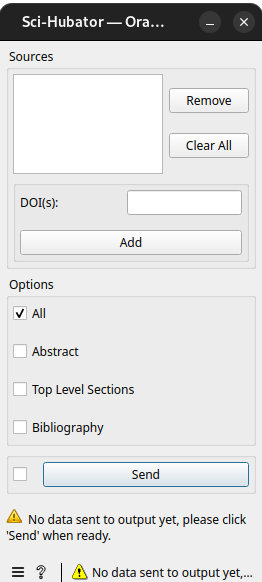 Sci-Hubator — Ora...
Sources
Remove
Clear All
DOI(s):
Add
Options
All
Abstract
Top Level Sections
Bibliography
Send
No data sent to output yet, please click
'Send' when ready.
No data sent to output yet,...